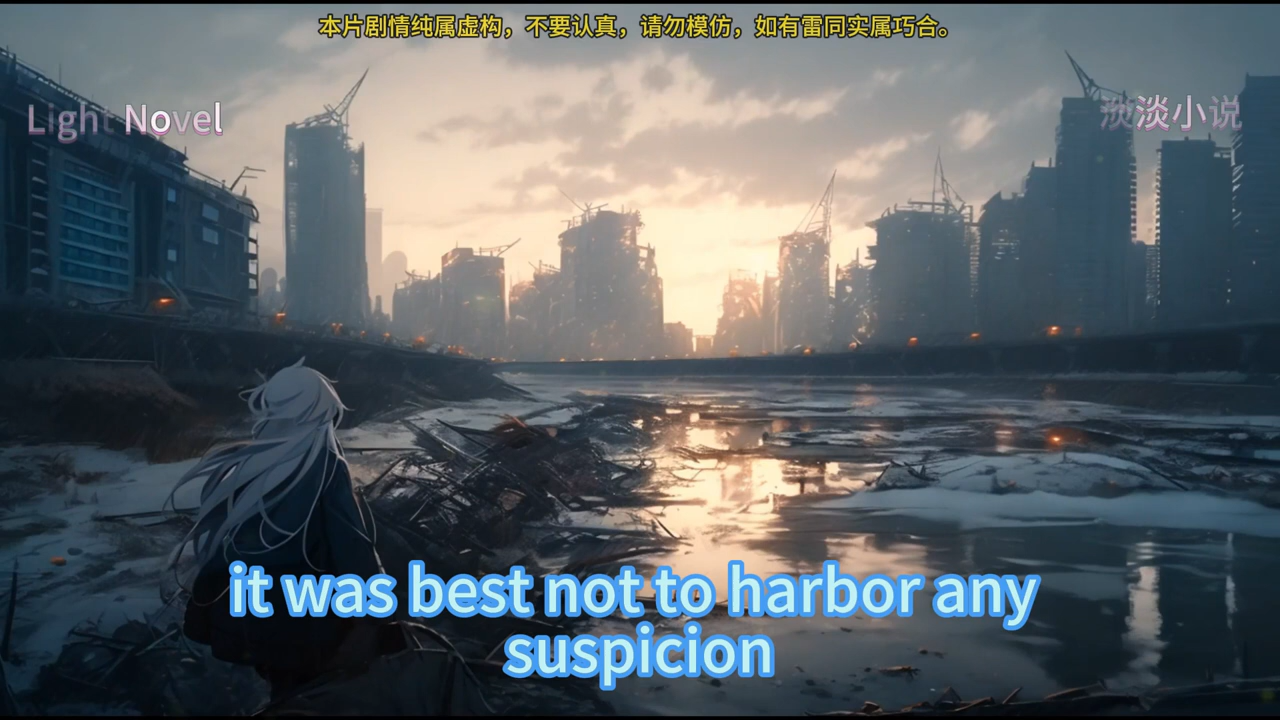 本片剧情纯属虚构，不要认真，请勿模仿，如有雷同实属巧合。
Light Novel
淡淡小说
it was best not to harbor any
suspicion